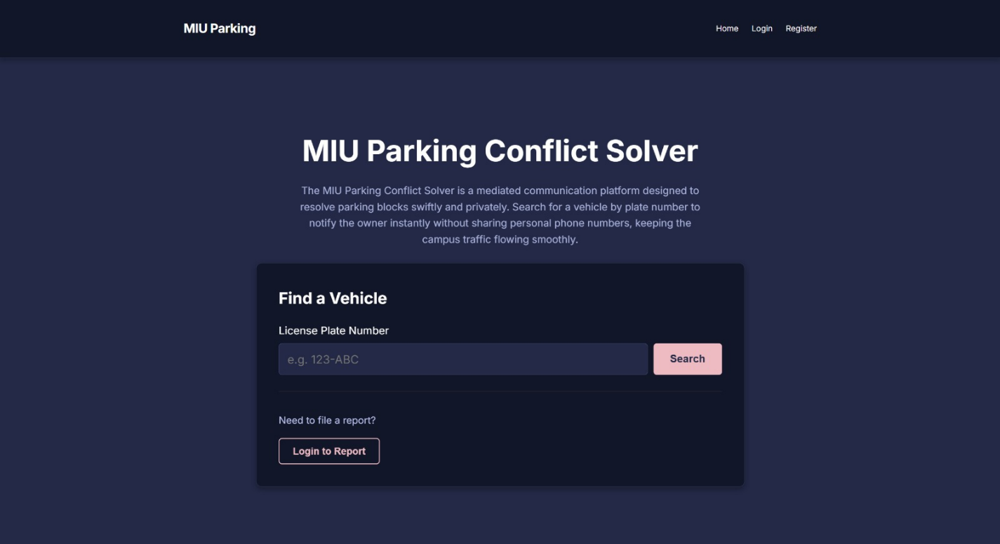 MIU Parking
Home Login Register
MIU Parking Conflict Solver
The MIU Parking Conflict Solver is a mediated communication platform designed to
resolve parking blocks swiftly and privately. Search for a vehicle by plate number to
notify the owner instantly without sharing personal phone numbers, keeping the
campus traffic flowing smoothly.
Find a Vehicle
License Plate Number
e.g. 123-ABC
Search
Need to file a report?
Login to Report